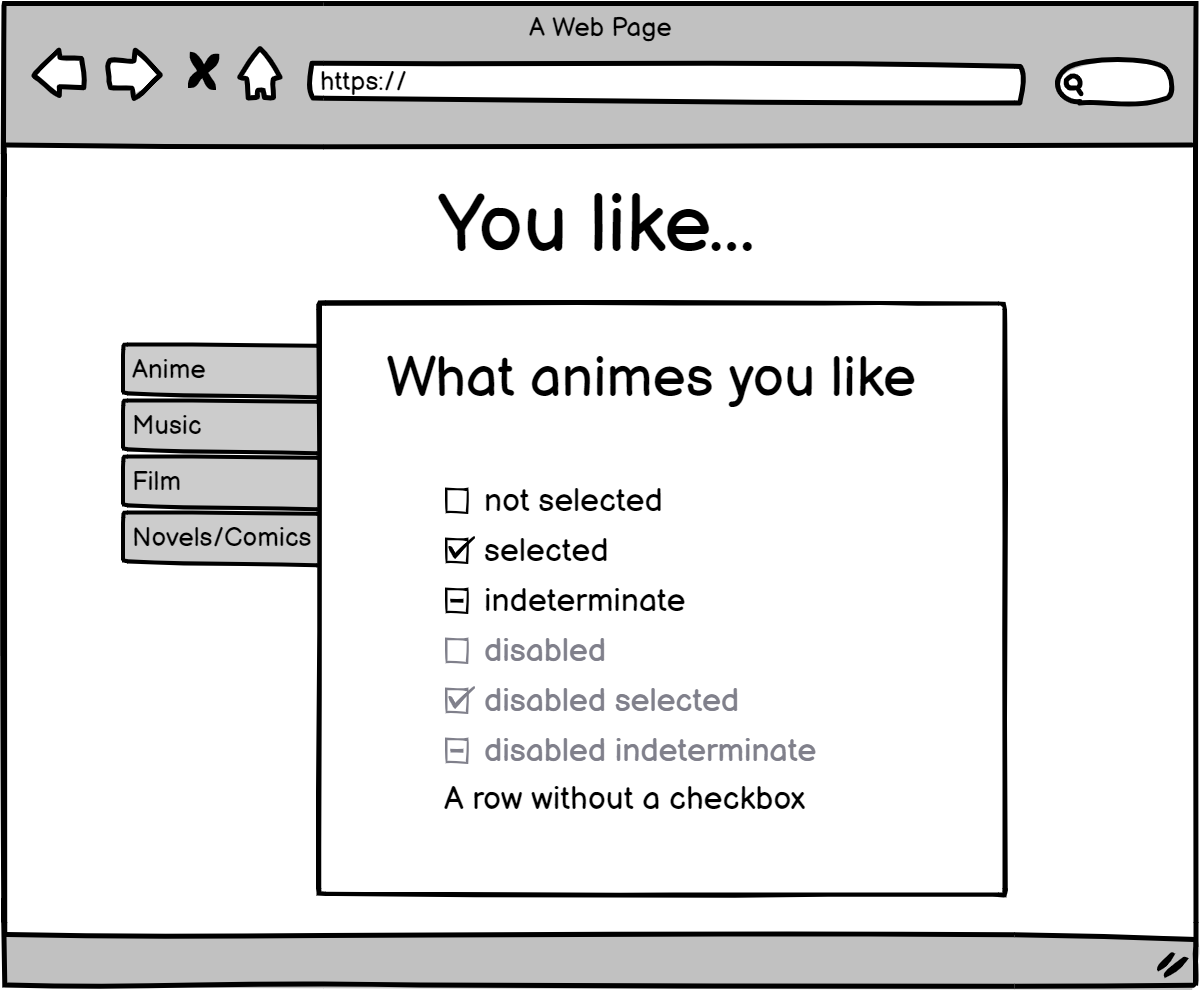 A Web Page
https://
You like...
Anime
Music
Film
Novels/Comics
What animes you like
not selected
selected
indeterminate
disabled
disabled selected
disabled indeterminate
A row without a checkbox